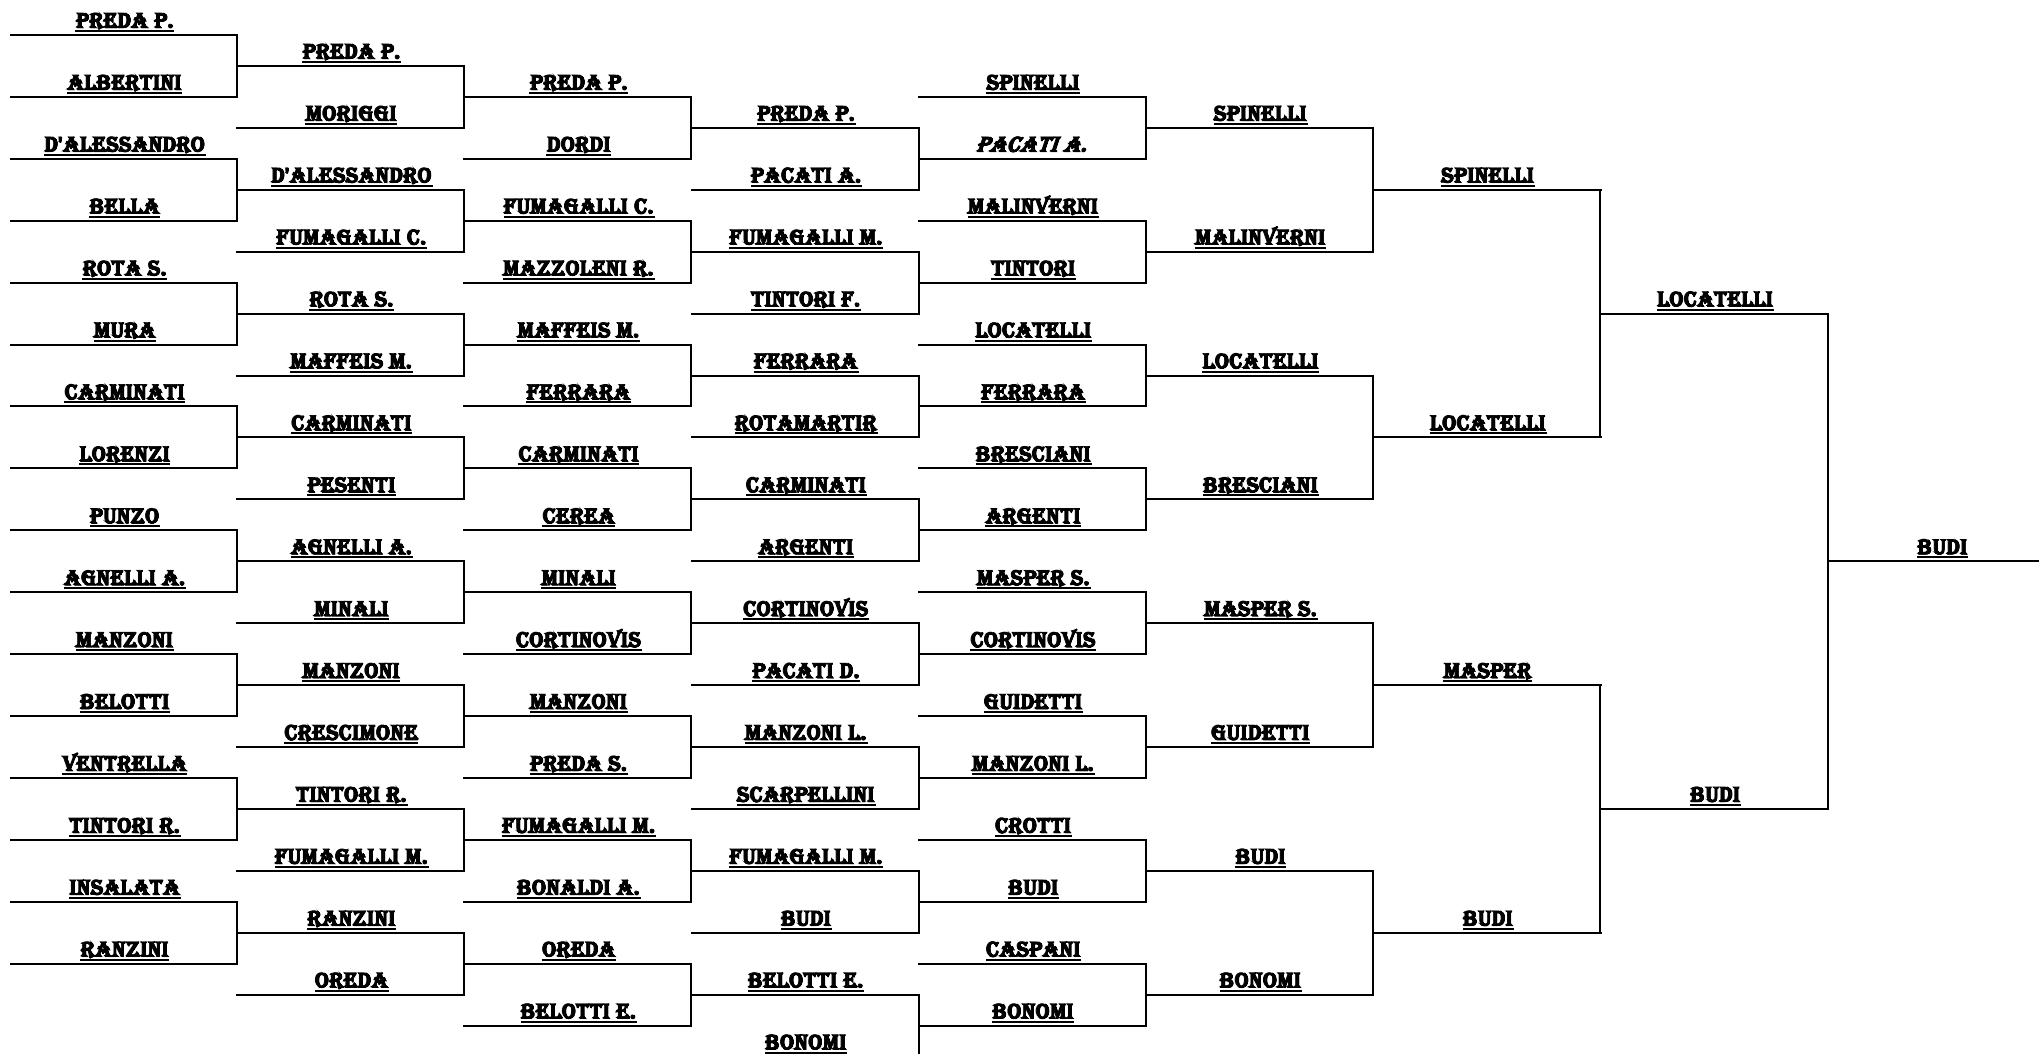 PREDA P.
ALBERTINI
D'ALESSANDRO
BELLA
ROTA S.
MURA
CARMINATI
LORENZI
PUNZO
AGNELLI A.
MANZONI
BELOTTI
VENTRELLA
TINTORI R.
INSALATA
RANZINI
PREDA P.
MORIGGI
D'ALESSANDRO
FUMAGALLI C.
ROTA S.
MAFFEIS M.
CARMINATI
PESENTI
AGNELLI A.
MINALI
MANZONI
CRESCIMONE
TINTORI R.
FUMAGALLI M.
RANZINI
OREDA
PREDA P.
DORDI
FUMAGALLI C.
MAZZOLENI R.
MAFFEIS M.
FERRARA
CARMINATI
CEREA
MINALI
CORTINOVIS
MANZONI
PREDA S.
FUMAGALLI M.
BONALDI A.
OREDA
BELOTTI E.
PREDA P.
PACATI A.
FUMAGALLI M.
TINTORI F.
FERRARA
ROTAMARTIR
CARMINATI
ARGENTI
CORTINOVIS
PACATI D.
MANZONI L.
SCARPELLINI
FUMAGALLI M.
BUDI
BELOTTI E.
BONOMI
SPINELLI
PACATI A.
MALINVERNI
TINTORI
LOCATELLI
FERRARA
BRESCIANI
ARGENTI
MASPER S.
CORTINOVIS
GUIDETTI
MANZONI L.
CROTTI
BUDI
CASPANI
BONOMI
SPINELLI
MALINVERNI
LOCATELLI
BRESCIANI
MASPER S.
GUIDETTI
BUDI
BONOMI
SPINELLI
LOCATELLI
MASPER
BUDI
LOCATELLI
BUDI
BUDI